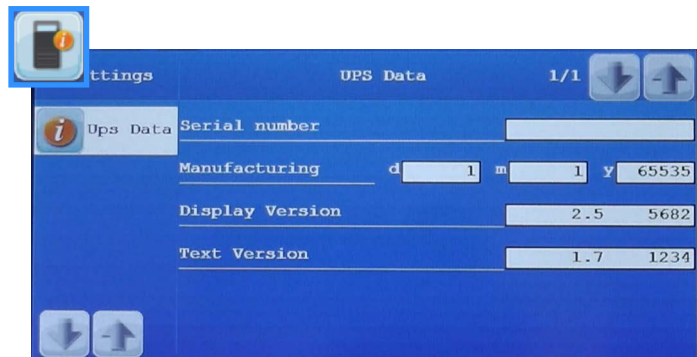 ttings UPS Data 1/1
Ups Data Serial number
Manufacturing d 1 m 1 y 65535
Display Version 2.5 5682
Text Version 1.7 1234